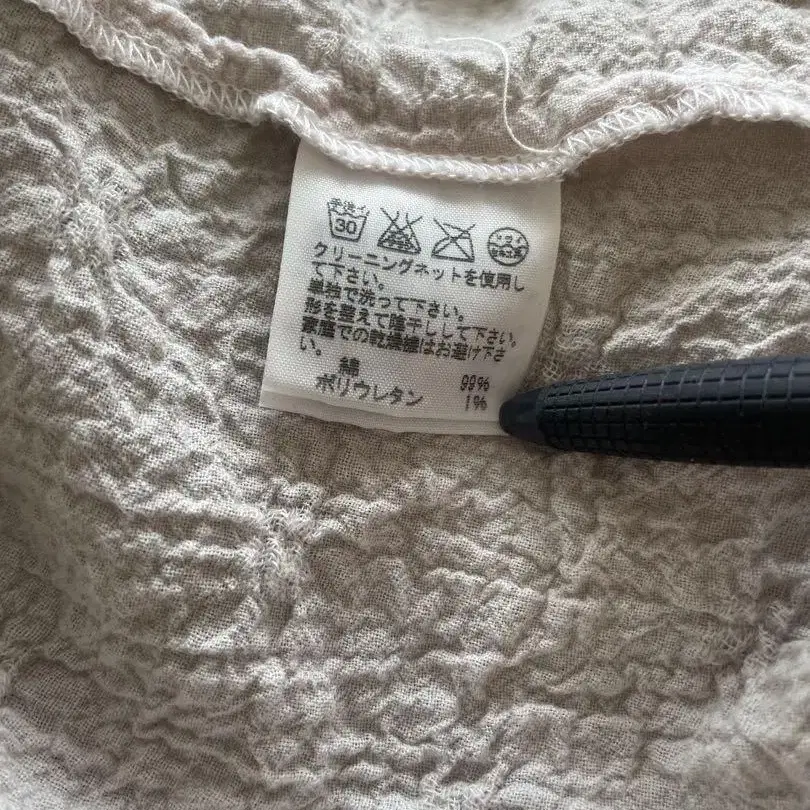 手洗イ
30
クリーニングネットを使用し
て下さい。
単独で洗って下さい。
形を整えて陰干しして下さい。
家庭での乾燥機はお避け下さ
い。
綿 99%
ポリウレタン 1%